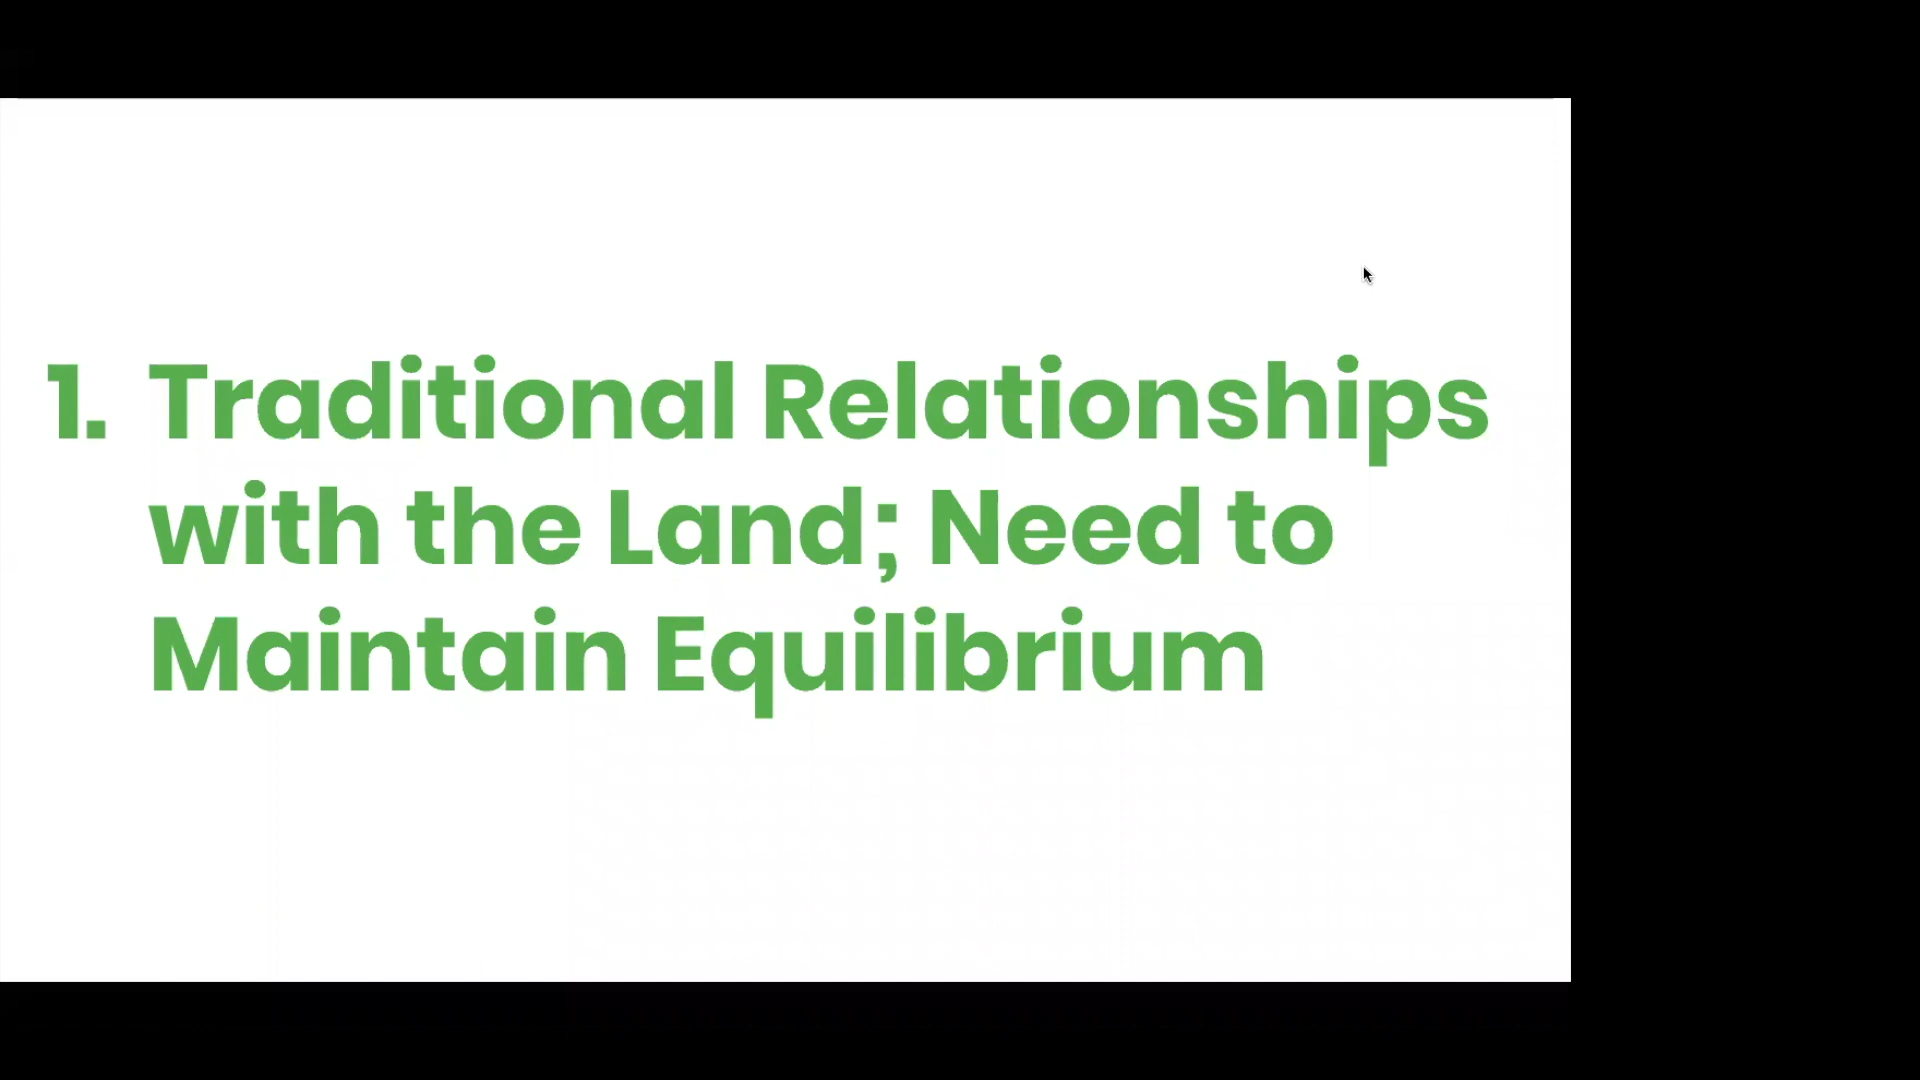 1. Traditional Relationships
with the Land; Need to
Maintain Equilibrium